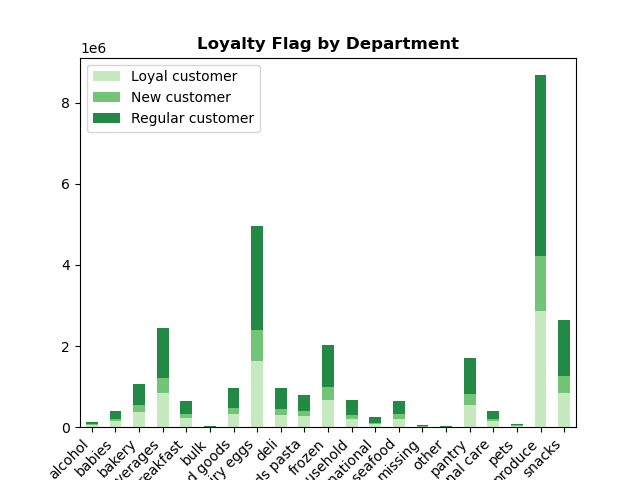 Loyalty Flag by Department
1e6
Loyal customer
New customer
Regular customer
8
6
4
2
0
alcohol
babies
bakery
verages
reakfast
bulk
d goods
ry eggs
deli
ds pasta
frozen
usehold
national
seafood
missing
other
pantry
nal care
pets
produce
snacks